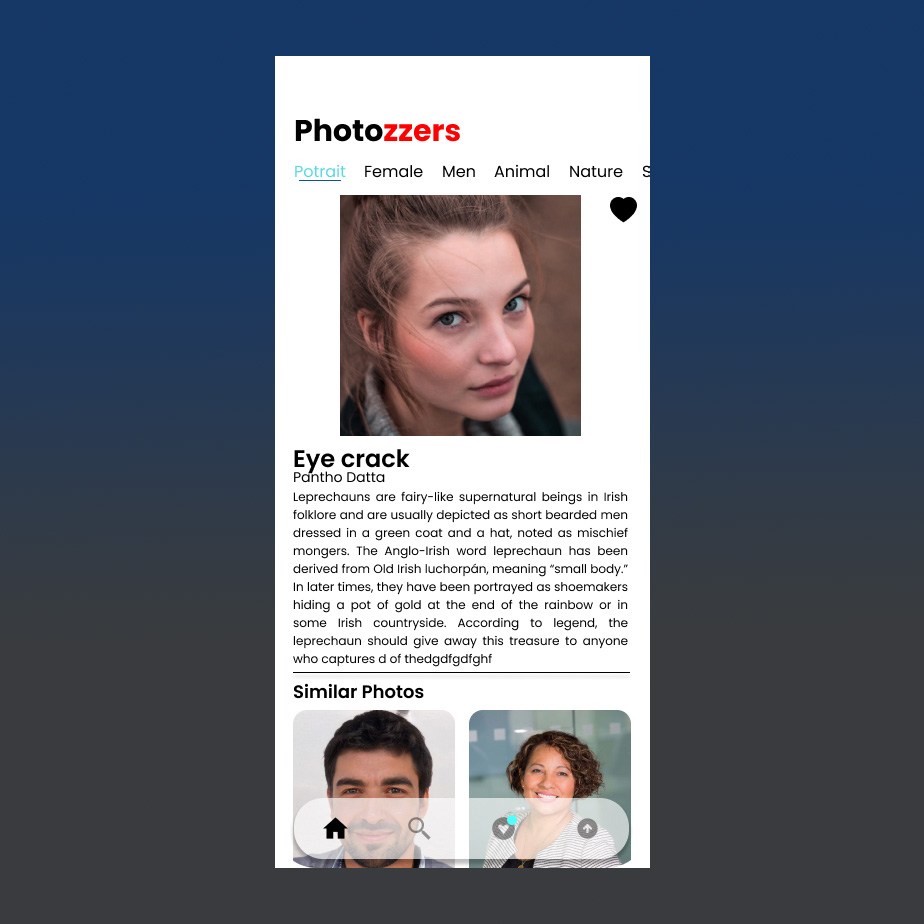 Photozzers
Potrait Female Men Animal Nature S
Eye crack
Pantho Datta
Leprechauns are fairy-like supernatural beings in Irish
folklore and are usually depicted as short bearded men
dressed in a green coat and a hat, noted as mischief
mongers. The Anglo-Irish word leprechaun has been
derived from Old Irish luchorpán, meaning “small body.”
In later times, they have been portrayed as shoemakers
hiding a pot of gold at the end of the rainbow or in
some Irish countryside. According to legend, the
leprechaun should give away this treasure to anyone
who captures d of thedgdfgdfghf
Similar Photos